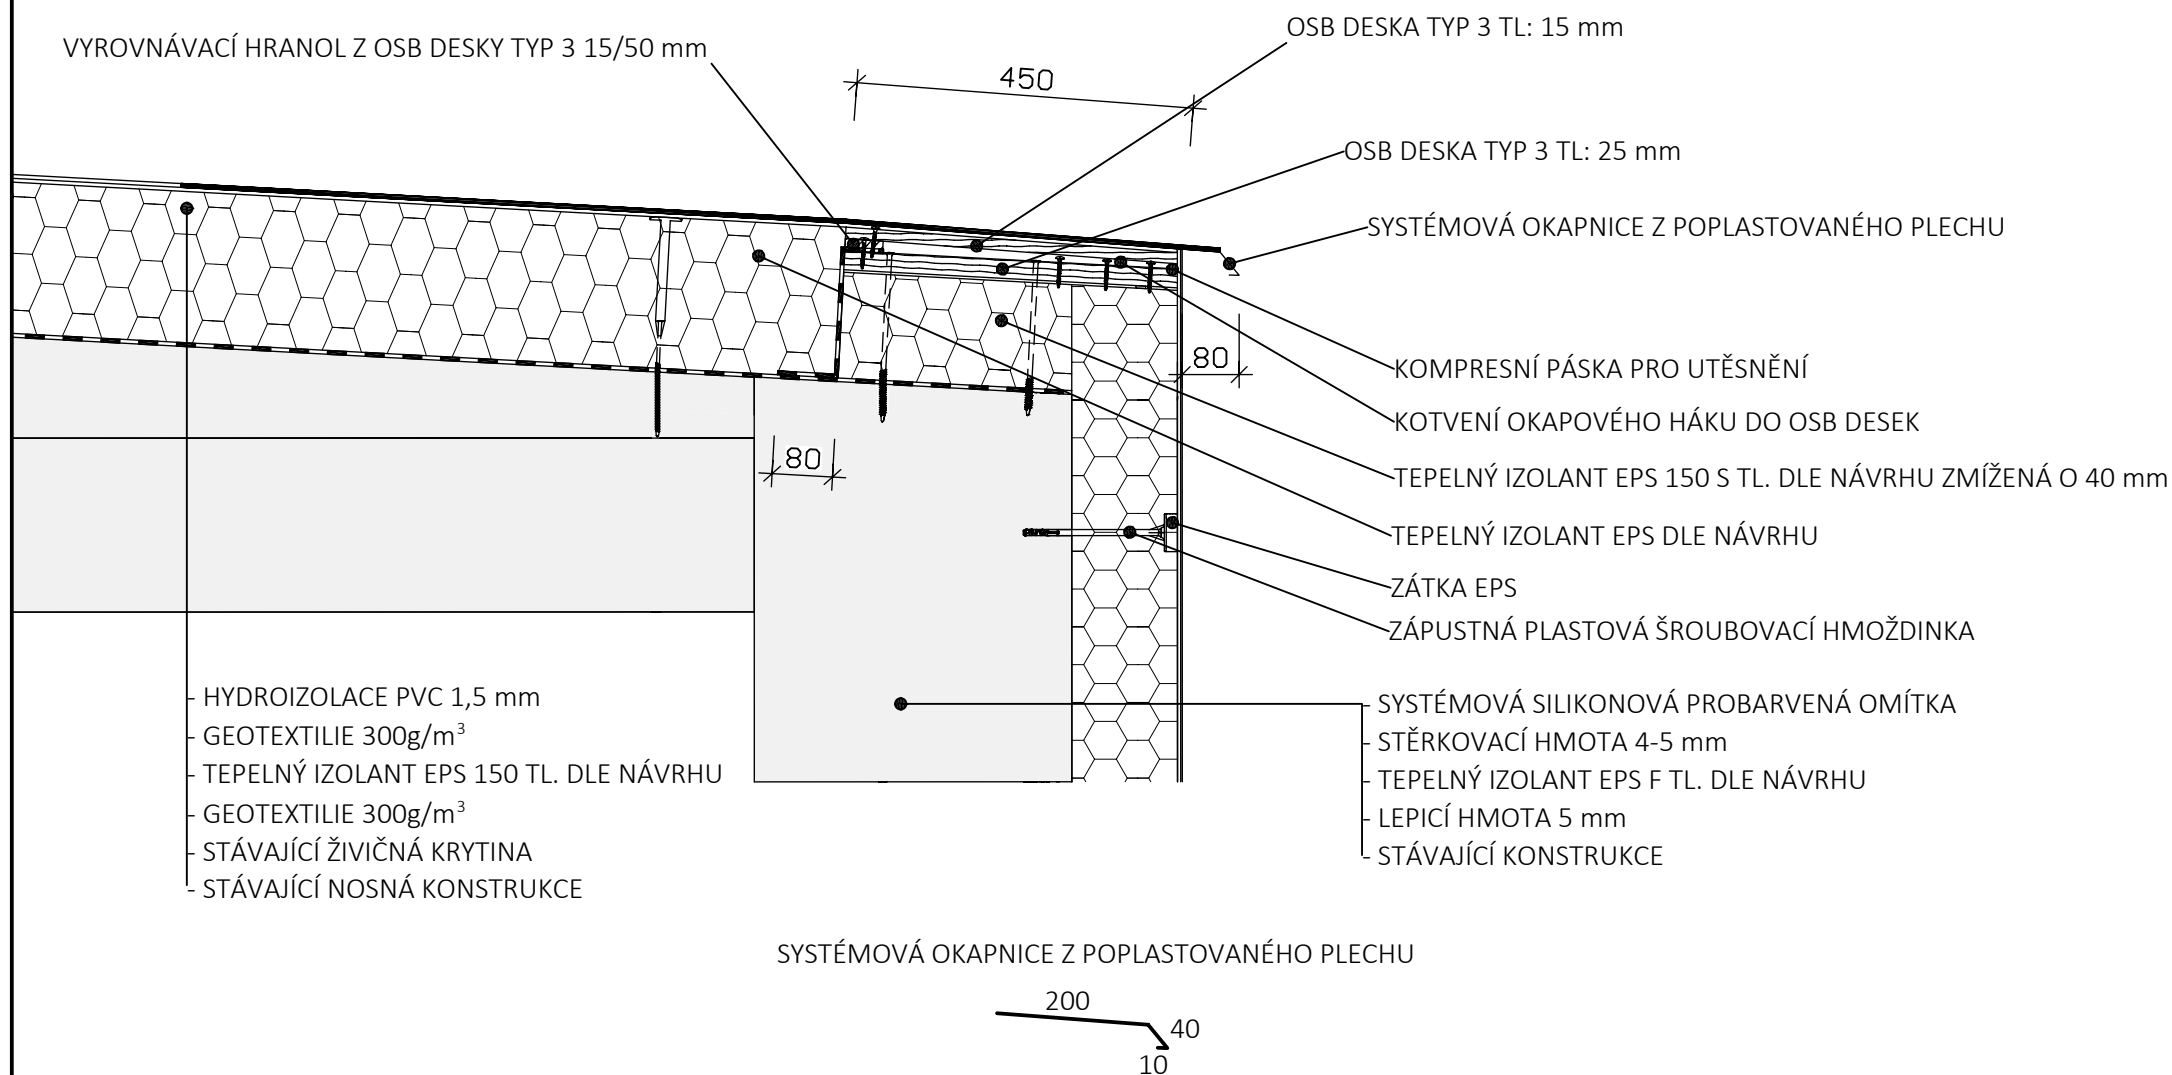 OSB DESKA TYP 3 TL: 15 mm
VYROVNÁVACÍ HRANOL Z OSB DESKY TYP 3 15/50 mm
450
OSB DESKA TYP 3 TL: 25 mm
SYSTÉMOVÁ OKAPNICE Z POPLASTOVANÉHO PLECHU
80
KOMPRESNÍ PÁSKA PRO UTĚSNĚNÍ
KOTVENÍ OKAPOVÉHO HÁKU DO OSB DESEK
80
TEPELNÝ IZOLANT EPS 150 S TL. DLE NÁVRHU ZMÍŽENÁ O 40 mm
TEPELNÝ IZOLANT EPS DLE NÁVRHU
ZÁTKA EPS
ZÁPUSTNÁ PLASTOVÁ ŠROUBOVACÍ HMOŽDINKA
- HYDROIZOLACE PVC 1,5 mm
- GEOTEXTILIE 300g/m³
- TEPELNÝ IZOLANT EPS 150 TL. DLE NÁVRHU
- GEOTEXTILIE 300g/m³
- STÁVAJÍCÍ ŽIVIČNÁ KRYTINA
- STÁVAJÍCÍ NOSNÁ KONSTRUKCE
- SYSTÉMOVÁ SILIKONOVÁ PROBARVENÁ OMÍTKA
- STĚRKOVACÍ HMOTA 4-5 mm
- TEPELNÝ IZOLANT EPS F TL. DLE NÁVRHU
- LEPICÍ HMOTA 5 mm
- STÁVAJÍCÍ KONSTRUKCE
SYSTÉMOVÁ OKAPNICE Z POPLASTOVANÉHO PLECHU
200
40
10